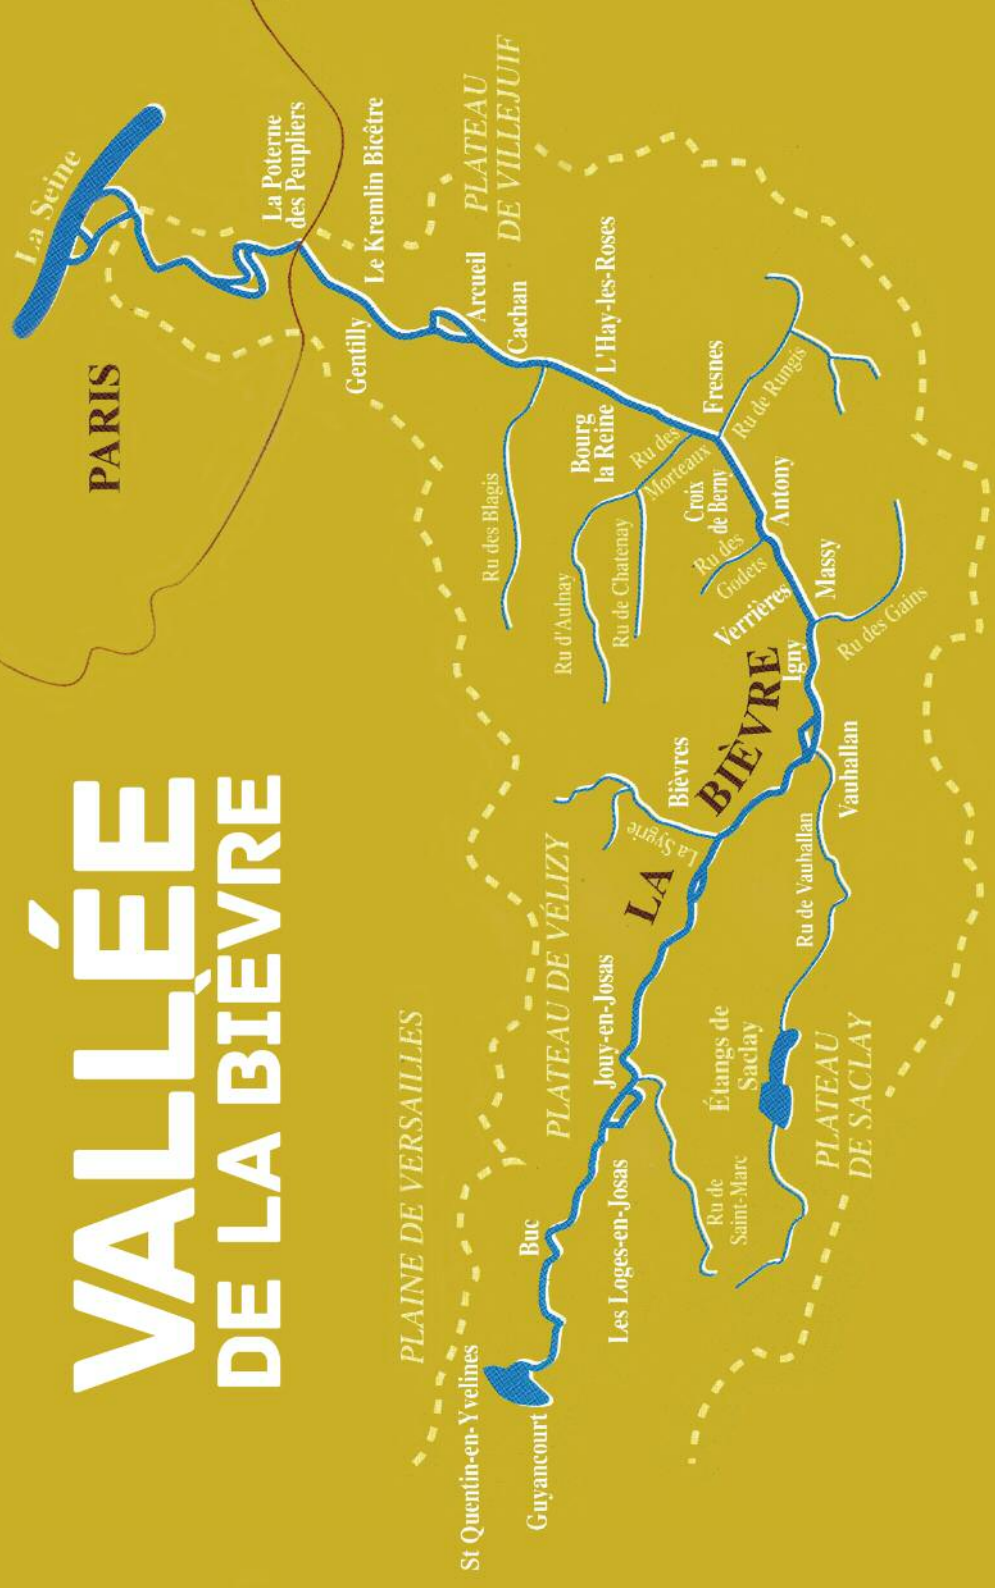 VALLÉE
DE LA BIÈVRE
PARIS
La Seine
La Poterne
des Peupliers
Le Kremlin Bicêtre
Gentilly
PLATEAU
DE VILLEJUIF
Arcueil
Cachan
L'Hay-les-Roses
Bourg
la Reine
Ru des Blagis
Ru d'Aulnay
Ru de Chatenay
Ru des
Morteaux
Fresnes
Ru de Rungis
Croix
de Berny
Antony
Ru des
Godets
Verrières
Massy
Ru des Gains
Igny
LA BIÈVRE
Bièvres
La Sygrie
Vauhallan
Ru de Vauhallan
PLAINE DE VERSAILLES
PLATEAU DE VÉLIZY
Jouy-en-Josas
Étangs de
Saclay
PLATEAU
DE SACLAY
Ru de
Saint-Marc
Les Loges-en-Josas
Buc
St Quentin-en-Yvelines
Guyancourt